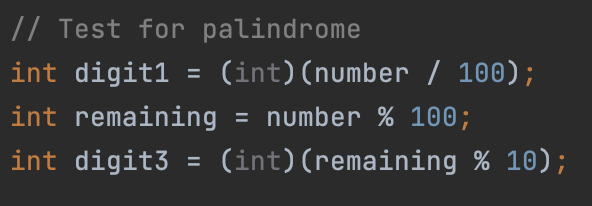 // Test for palindrome
int digit1 = (int)(number / 100);
int remaining = number % 100;
int digit3 = (int)(remaining % 10);